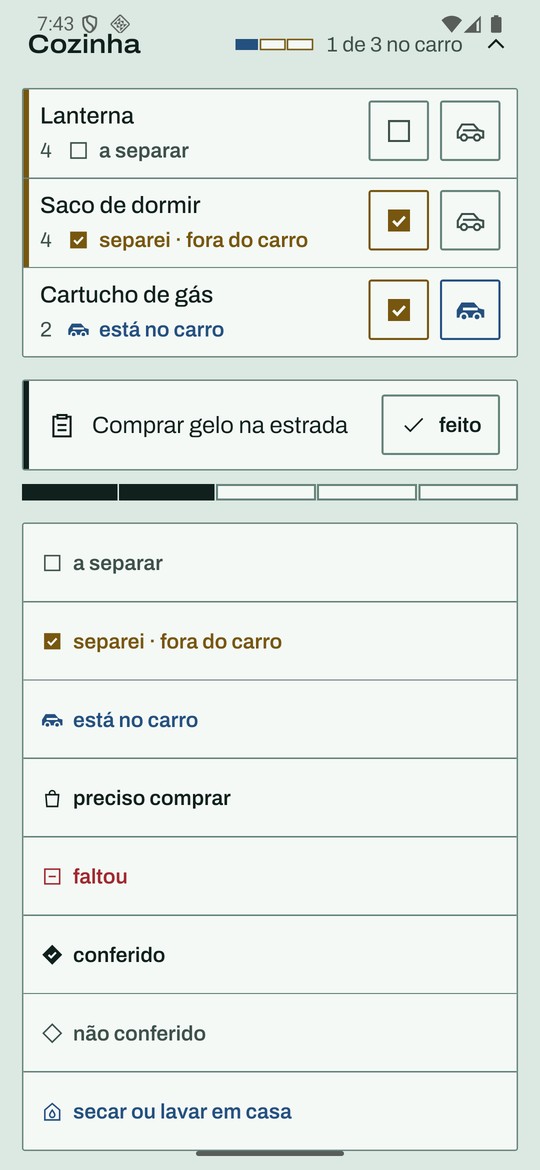 7:43
Cozinha
1 de 3 no carro
Lanterna
4 a separar
Saco de dormir
4 separei · fora do carro
Cartucho de gás
2 está no carro
Comprar gelo na estrada
feito
a separar
separei · fora do carro
está no carro
preciso comprar
faltou
conferido
não conferido
secar ou lavar em casa